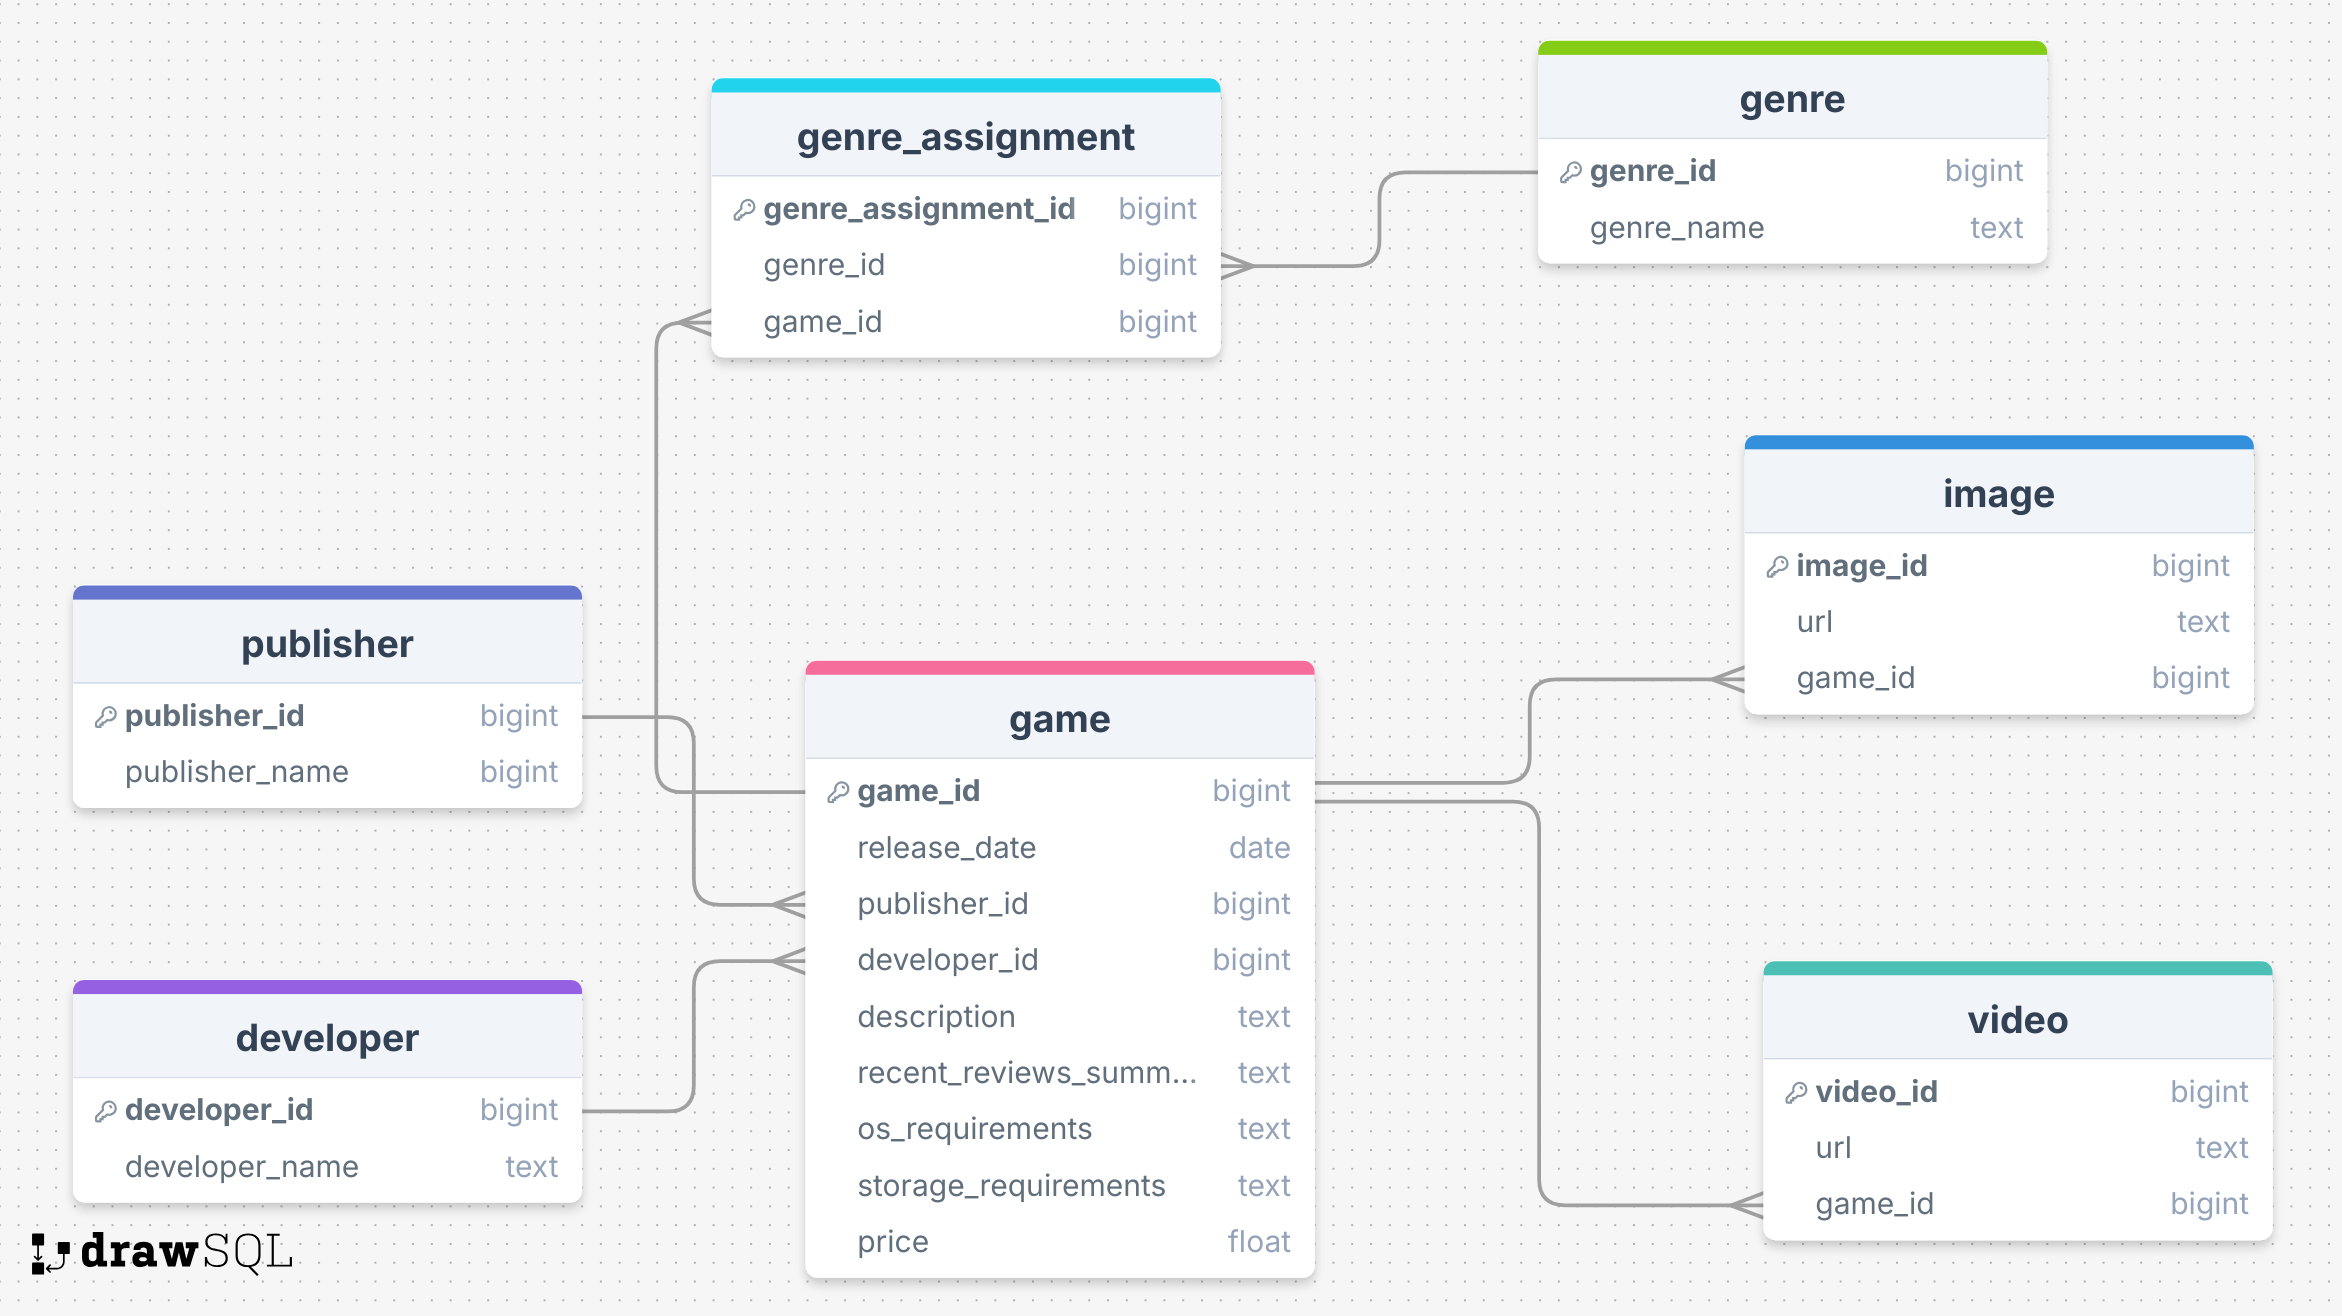 genre_assignment
genre_assignment_id bigint
genre_id bigint
game_id bigint
genre
genre_id bigint
genre_name text
image
image_id bigint
url text
game_id bigint
publisher
publisher_id bigint
publisher_name bigint
game
game_id bigint
release_date date
publisher_id bigint
developer_id bigint
description text
recent_reviews_summ... text
os_requirements text
storage_requirements text
price float
developer
developer_id bigint
developer_name text
video
video_id bigint
url text
game_id bigint
drawSQL